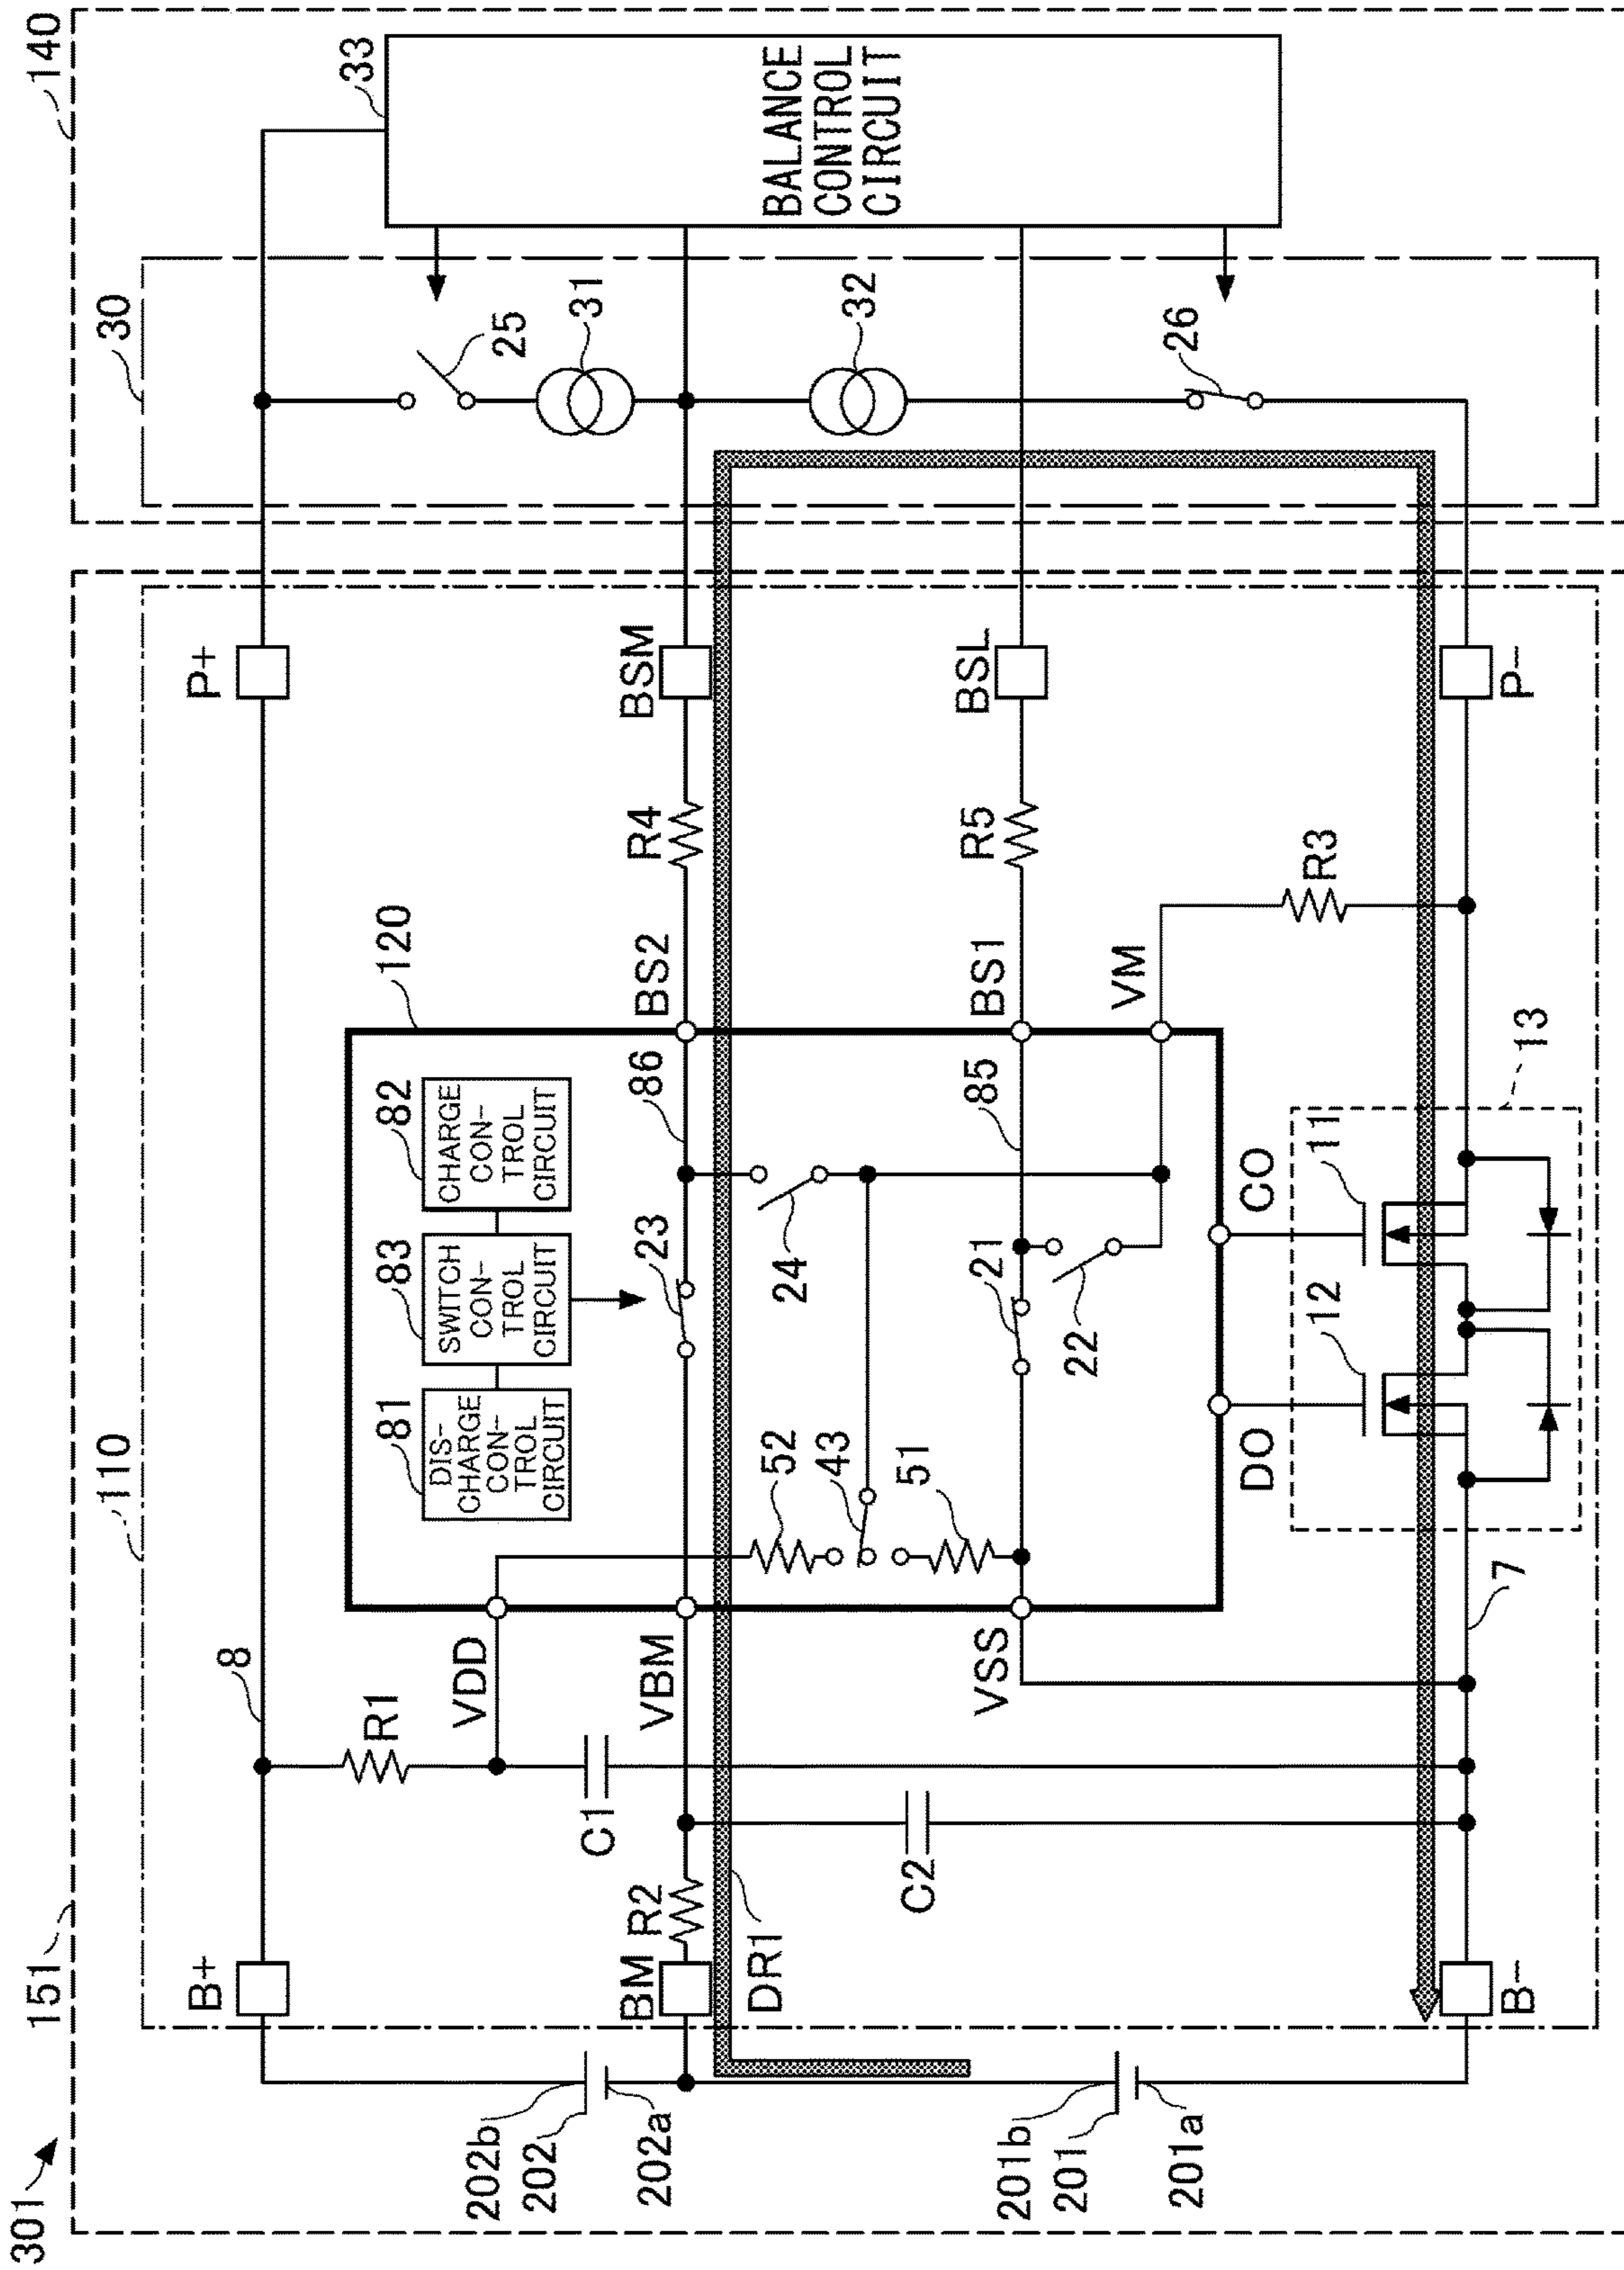 301
151
110
140
30
33
BALANCE
CONTROL
CIRCUIT
B+
8
P+
R1
VDD
120
81
DIS-
CHARGE
CON-
TROL
CIRCUIT
83
SWITCH
CON-
TROL
CIRCUIT
82
CHARGE
CON-
TROL
CIRCUIT
25
31
202b
202
202a
C1
BM
R2
VBM
23
86
BS2
R4
BSM
DR1
52
24
32
43
C2
51
201b
201
201a
VSS
21
85
BS1
R5
BSL
22
VM
26
DO
CO
R3
12
11
13
B-
7
P-